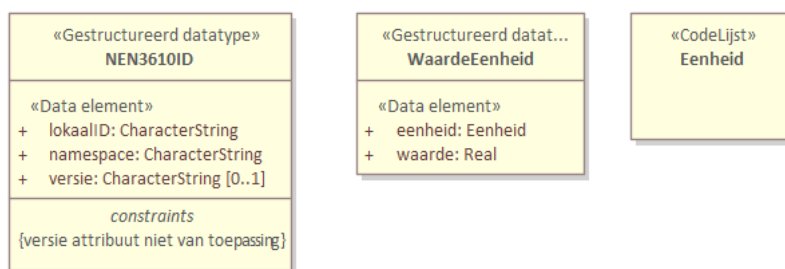 «Gestructureerd datatype»
NEN3610ID
«Data element»
+ lokaalID: CharacterString
+ namespace: CharacterString
+ versie: CharacterString [0..1]
constraints
{versie attribuut niet van toepassing}
«Gestructureerd datat...
WaardeEenheid
«Data element»
+ eenheid: Eenheid
+ waarde: Real
«CodeLijst»
Eenheid